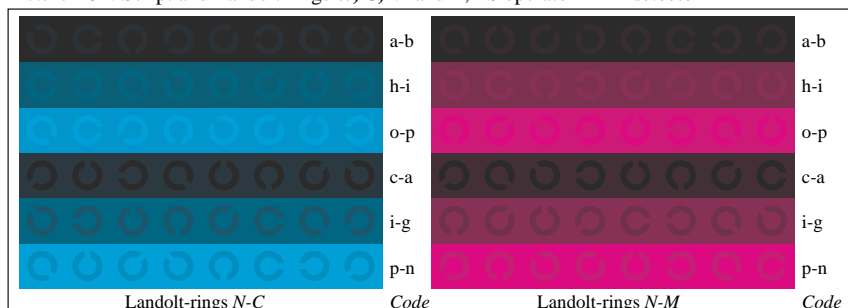 a-b a-b
h-i h-i
o-p o-p
c-a c-a
i-g i-g
p-n p-n
Landolt-rings N-C Code Landolt-rings N-M Code